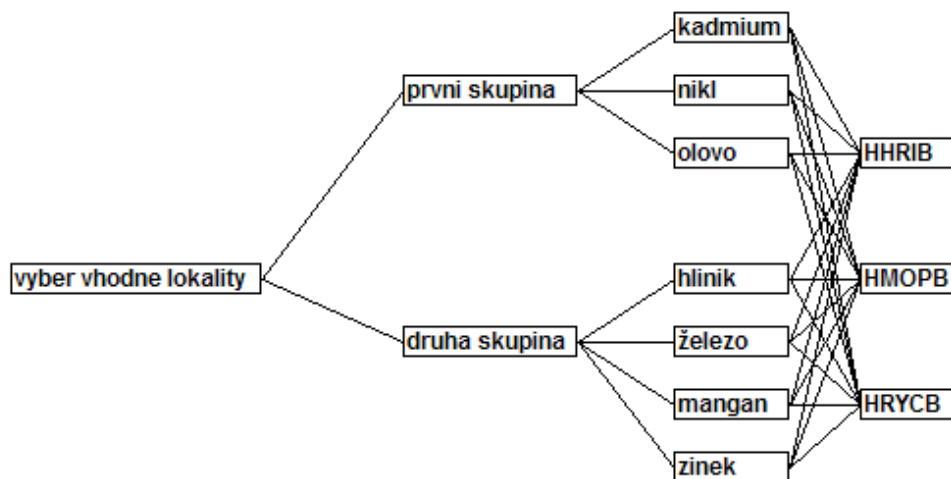 kadmium
prvni skupina
nikl
olovo
HHRIB
vyber vhodne lokality
hlinik
HMOPB
druha skupina
železo
mangan
HRYCB
zinek